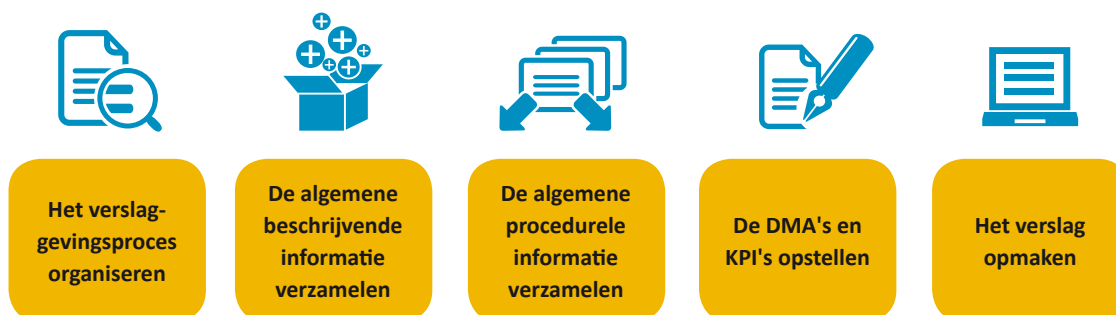 Het verslag-
gevingsproces
organiseren
De algemene
beschrijvende
informatie
verzamelen
De algemene
procedurele
informatie
verzamelen
De DMA's en
KPI's opstellen
Het verslag
opmaken